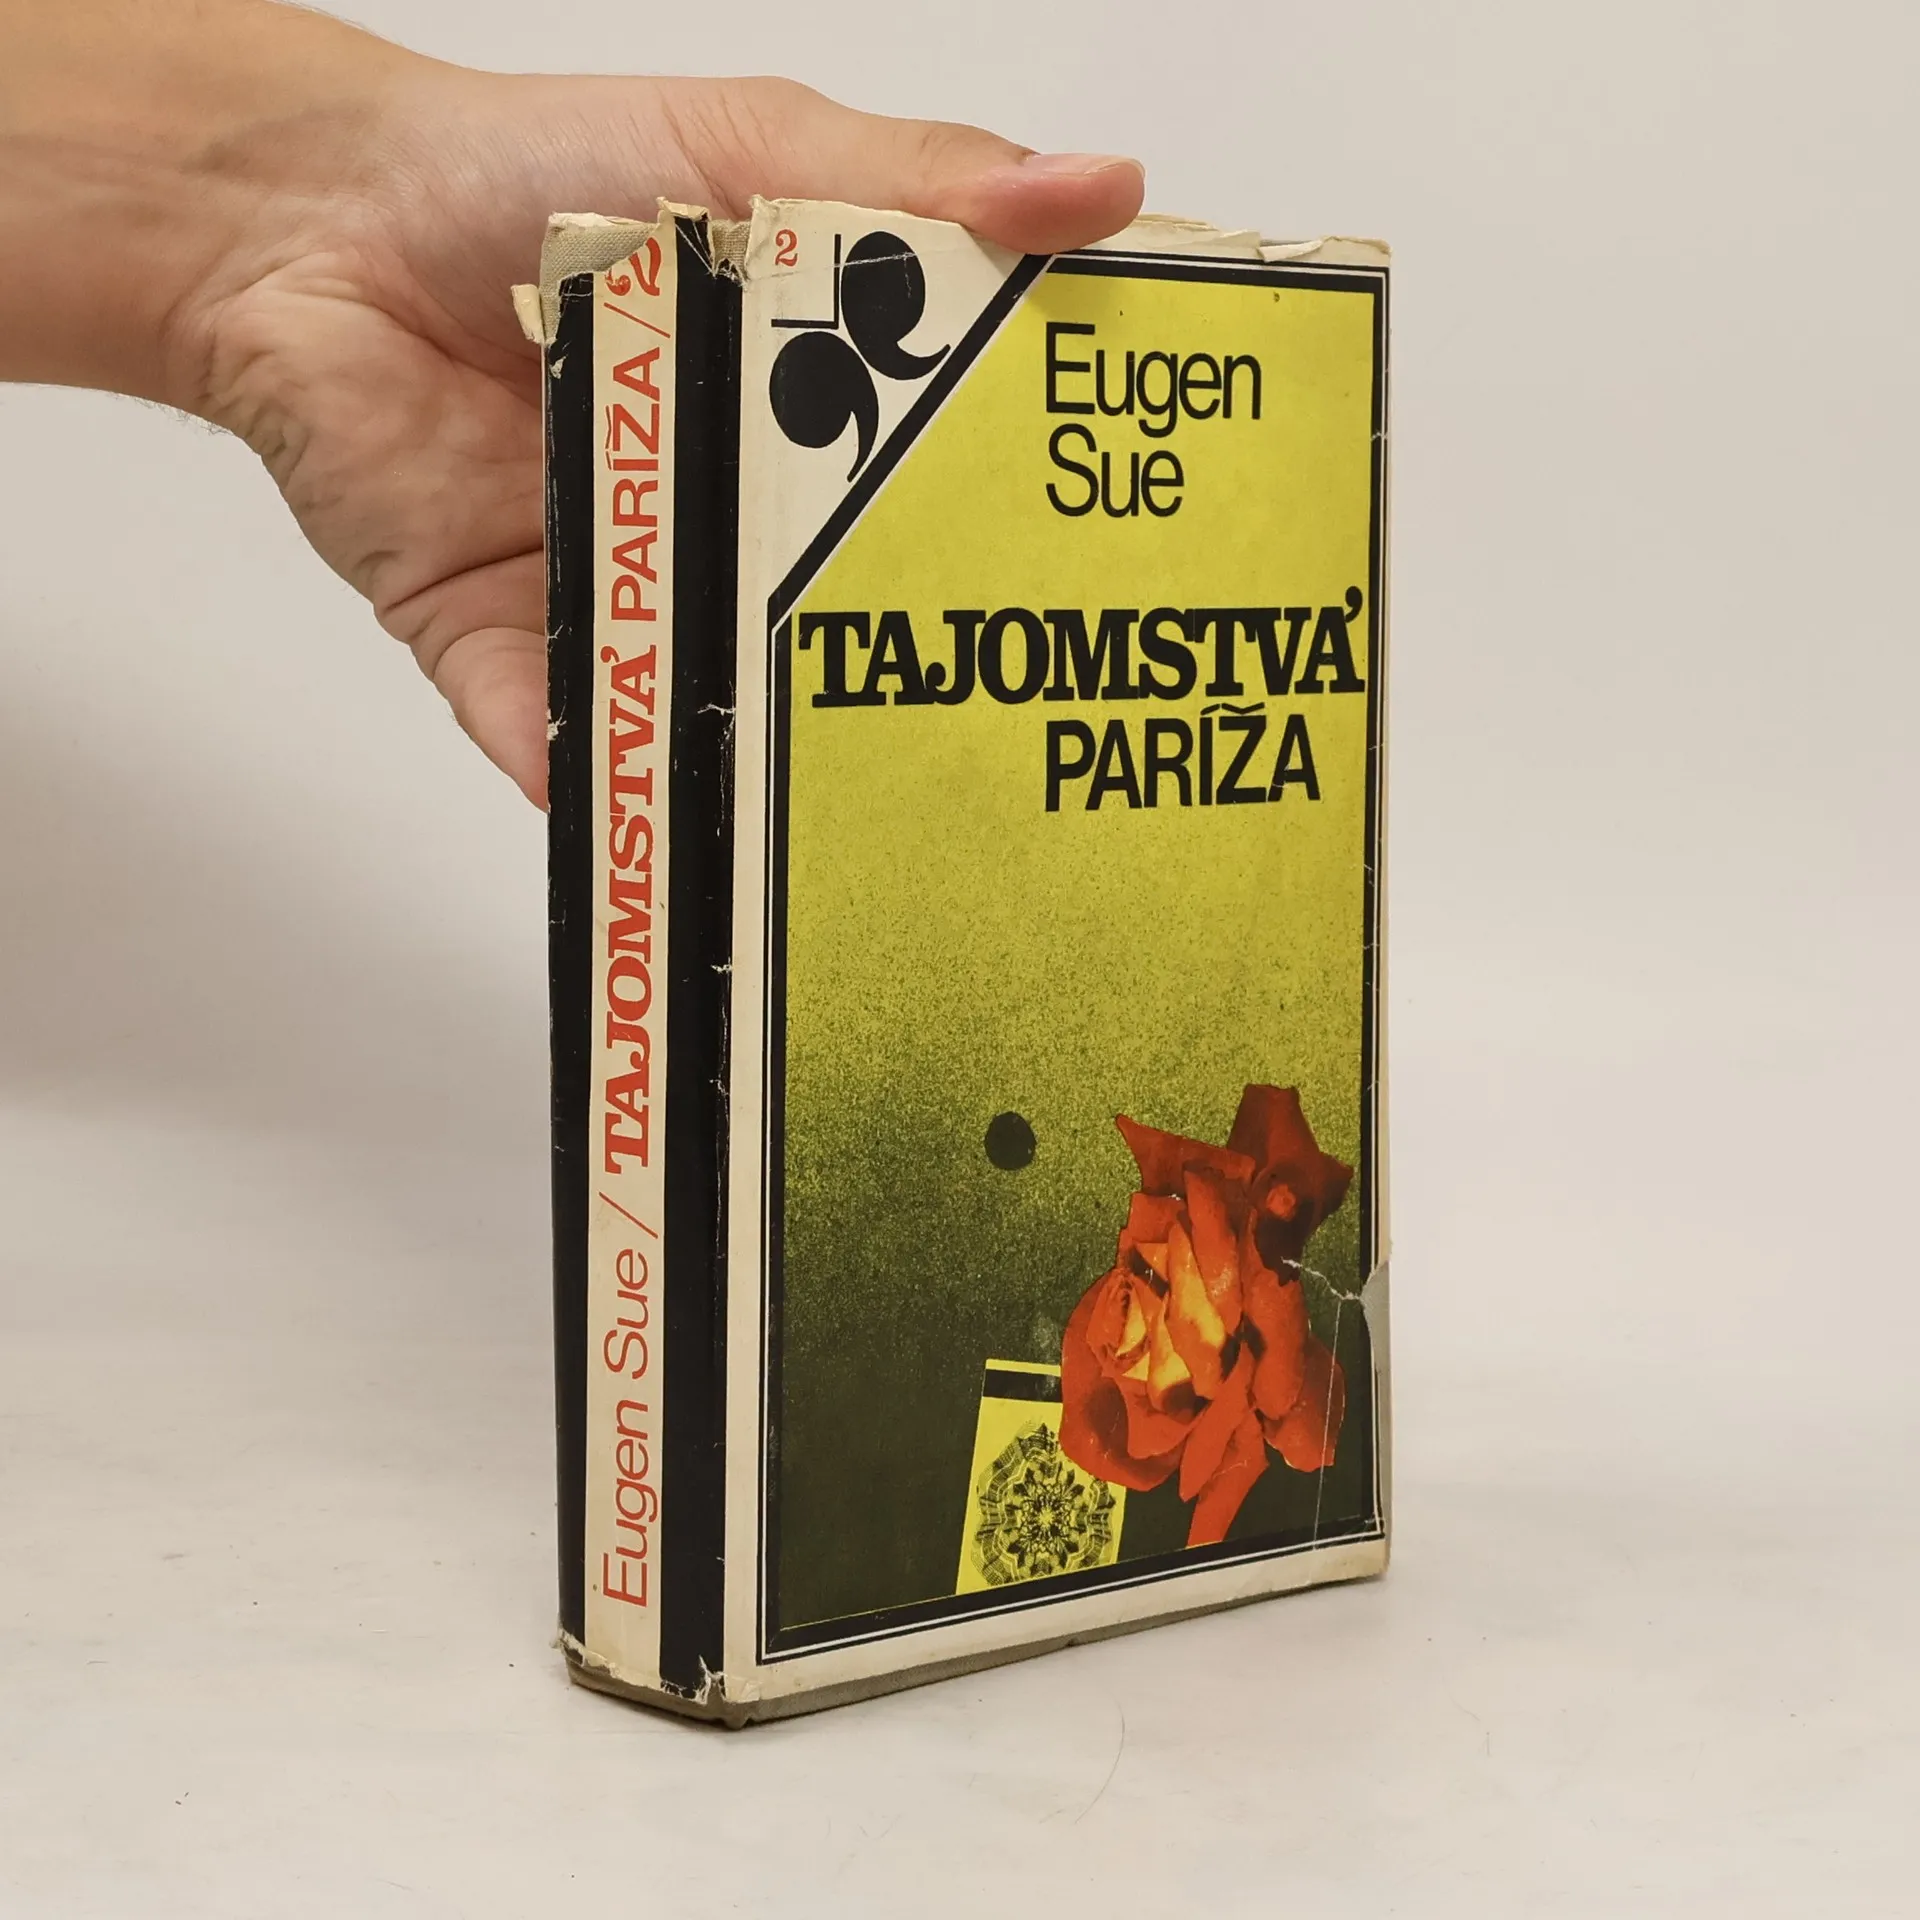 Eugen Sue / TAJOMSTVÁ PARÍŽA / 2
2
Eugen
Sue
TAJOMSTVÁ
PARÍŽA